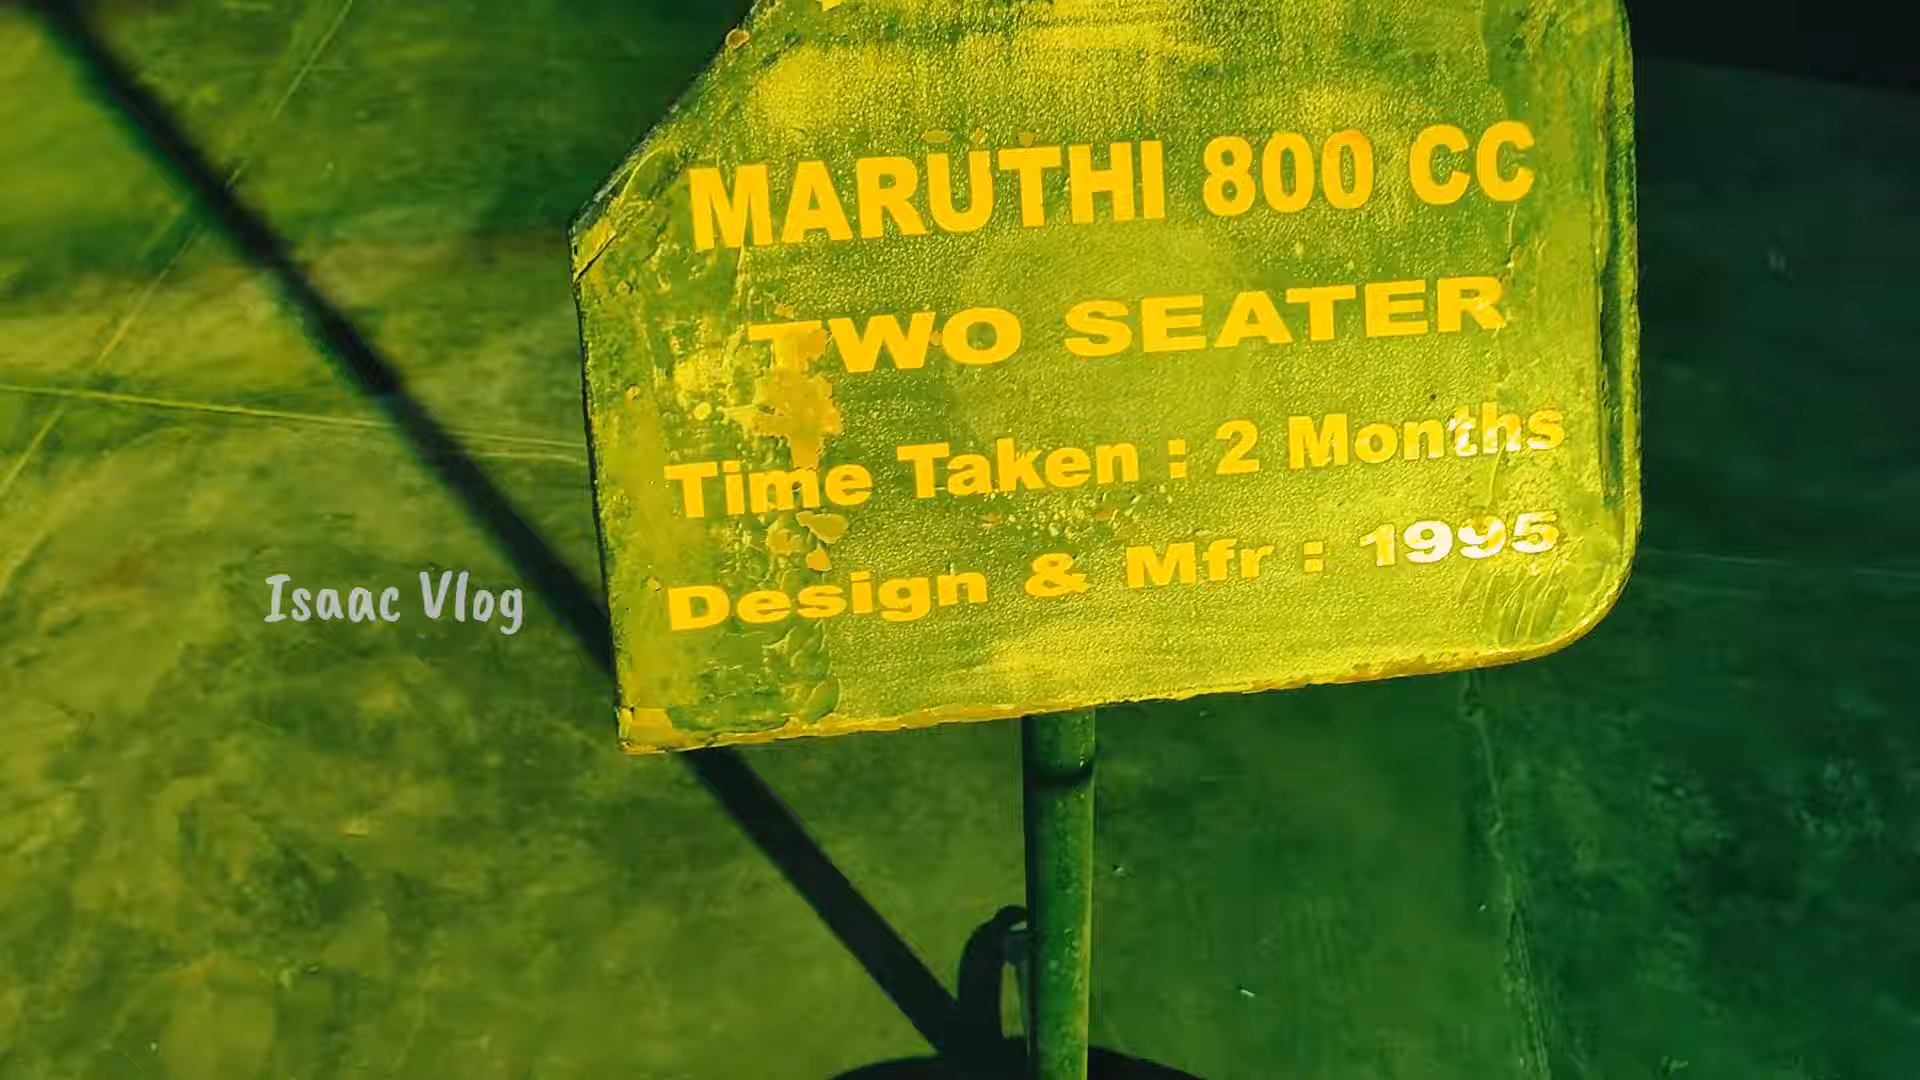 MARUTHI 800 CC
TWO SEATER
Time Taken : 2 Months
Design & Mfr : 1995
Isaac Vlog